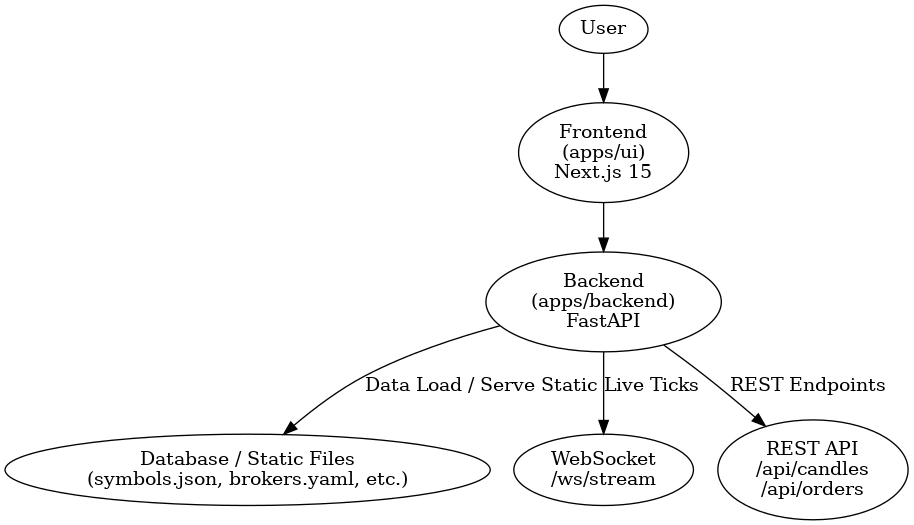 User
Frontend
(apps/ui)
Next.js 15
Backend
(apps/backend)
FastAPI
Data Load / Serve Static
Live Ticks
REST Endpoints
Database / Static Files
(symbols.json, brokers.yaml, etc.)
WebSocket
/ws/stream
REST API
/api/candles
/api/orders